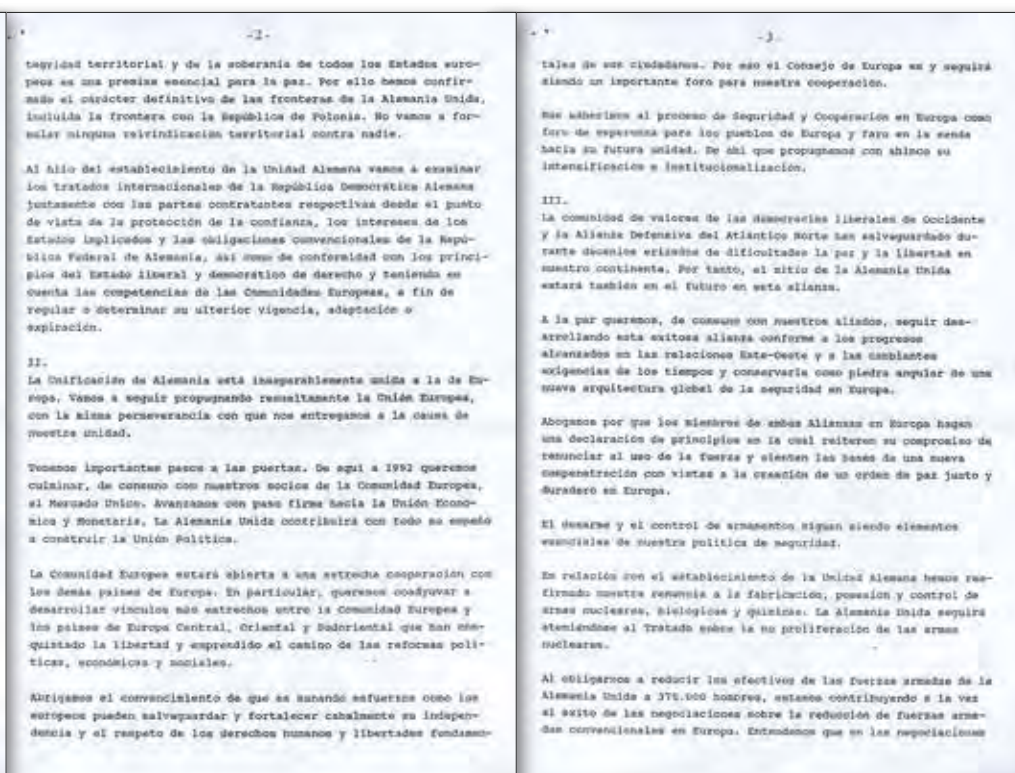 -2-
tegridad territorial y de la soberanía de todos los Estados euro-
peos es una premisa esencial para la paz. Por ello hemos confir-
mado el carácter definitivo de las fronteras de la Alemania Unida,
incluida la frontera con la República de Polonia. No vamos a for-
mular ninguna reivindicación territorial contra nadie.
Al hilo del establecimiento de la Unidad Alemana vamos a examinar
los tratados internacionales de la República Democrática Alemana
juntamente con las partes contratantes respectivas desde el punto
de vista de la protección de la confianza, los intereses de los
Estados implicados y las obligaciones convencionales de la Repú-
blica Federal de Alemania, así como de conformidad con los princi-
pios del Estado liberal y democrático de derecho y teniendo en
cuenta las competencias de las Comunidades Europeas, a fin de
regular o determinar su ulterior vigencia, adaptación o
expiración.
II.
La Unificación de Alemania está inseparablemente unida a la de Eu-
ropa. Vamos a seguir propugnando resueltamente la Unión Europea,
con la misma perseverancia con que nos entregamos a la causa de
nuestra unidad.
Tenemos importantes pasos a las puertas. De aquí a 1992 queremos
culminar, de consuno con nuestros socios de la Comunidad Europea,
el Mercado Unico. Avanzamos con paso firme hacia la Unión Econó-
mica y Monetaria. La Alemania Unida contribuirá con todo su empeño
a construir la Unión Política.
La Comunidad Europea estará abierta a una estrecha cooperación con
los demás países de Europa. En particular, queremos coadyuvar a
desarrollar vínculos más estrechos entre la Comunidad Europea y
los países de Europa Central, Oriental y Sudoriental que han con-
quistado la libertad y emprendido el camino de las reformas polí-
ticas, económicas y sociales.
Abrigamos el convencimiento de que es aunando esfuerzos como los
europeos pueden salvaguardar y fortalecer cabalmente su indepen-
dencia y el respeto de los derechos humanos y libertades fundamen-
-3-
tales de sus ciudadanos. Por eso el Consejo de Europa es y seguirá
siendo un importante foro para nuestra cooperación.
Nos adherimos al proceso de Seguridad y Cooperación en Europa como
foro de esperanza para los pueblos de Europa y faro en la senda
hacia su futura unidad. De ahí que propugnemos con ahínco su
intensificación e institucionalización.
III.
La comunidad de valores de las democracias liberales de Occidente
y la Alianza Defensiva del Atlántico Norte han salvaguardado du-
rante decenios erizados de dificultades la paz y la libertad en
nuestro continente. Por tanto, el sitio de la Alemania Unida
estará también en el futuro en esta alianza.
A la par queremos, de consuno con nuestros aliados, seguir des-
arrollando esta exitosa alianza conforme a los progresos
alcanzados en las relaciones Este-Oeste y a las cambiantes
exigencias de los tiempos y conservarla como piedra angular de una
nueva arquitectura global de la seguridad en Europa.
Abogamos por que los miembros de ambas Alianzas en Europa hagan
una declaración de principios en la cual reiteren su compromiso de
renunciar al uso de la fuerza y sienten las bases de una nueva
compenetración con vistas a la creación de un orden de paz justo y
duradero en Europa.
El desarme y el control de armamentos siguen siendo elementos
esenciales de nuestra política de seguridad.
En relación con el establecimiento de la Unidad Alemana hemos rea-
firmado nuestra renuncia a la fabricación, posesión y control de
armas nucleares, biológicas y químicas. La Alemania Unida seguirá
ateniéndose al Tratado sobre la no proliferación de las armas
nucleares.
Al obligarnos a reducir los efectivos de las fuerzas armadas de la
Alemania Unida a 370.000 hombres, estamos contribuyendo a la vez
al éxito de las negociaciones sobre la reducción de fuerzas arma-
das convencionales en Europa. Entendemos que en las negociaciones